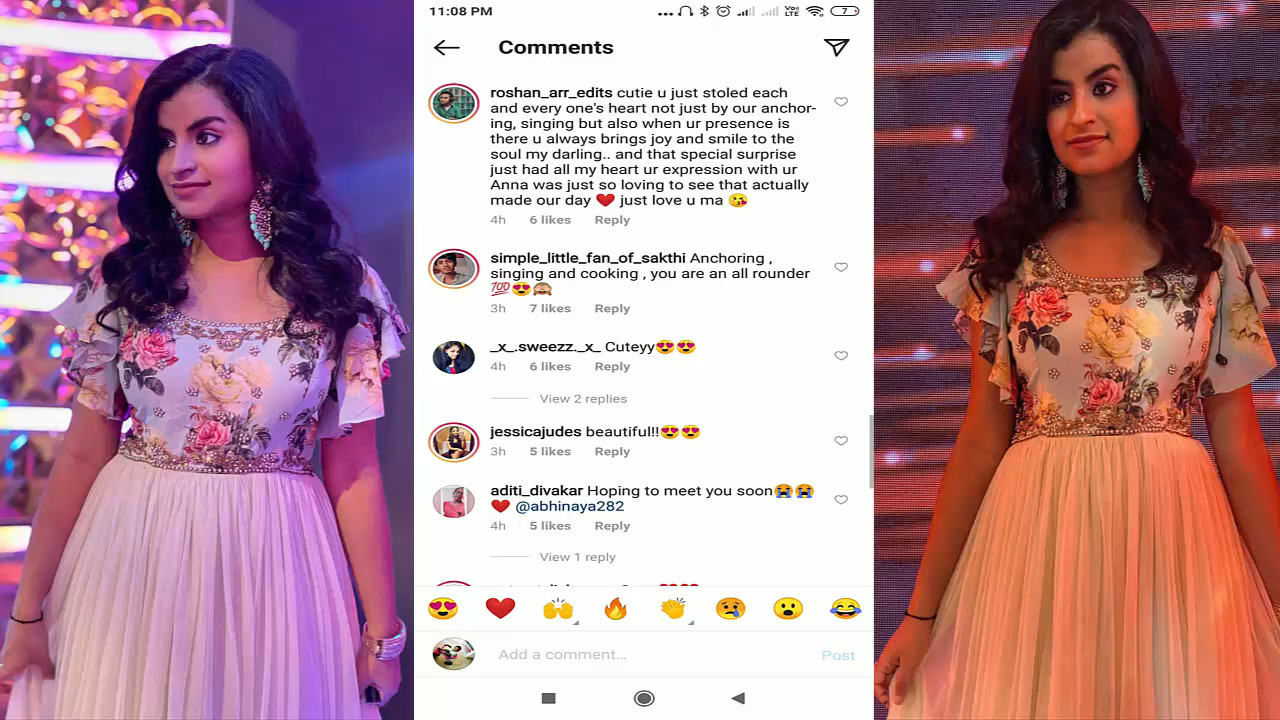 11:08 PM
Vo)
LTE
7
Comments
roshan_arr_edits cutie u just stoled each
and every one's heart not just by our anchor-
ing, singing but also when ur presence is
there u always brings joy and smile to the
soul my darling.. and that special surprise
just had all my heart ur expression with ur
Anna was just so loving to see that actually
made our day ❤️ just love u ma 😘
4h 6 likes Reply
simple_little_fan_of_sakthi Anchoring ,
singing and cooking , you are an all rounder
💯😍🙈
3h 7 likes Reply
_x_.sweezz._x_ Cuteyy😍😍
4h 6 likes Reply
View 2 replies
jessicajudes beautiful!!😍😍
3h 5 likes Reply
aditi_divakar Hoping to meet you soon😭😭
❤️ @abhinaya282
4h 5 likes Reply
View 1 reply
Add a comment...
Post